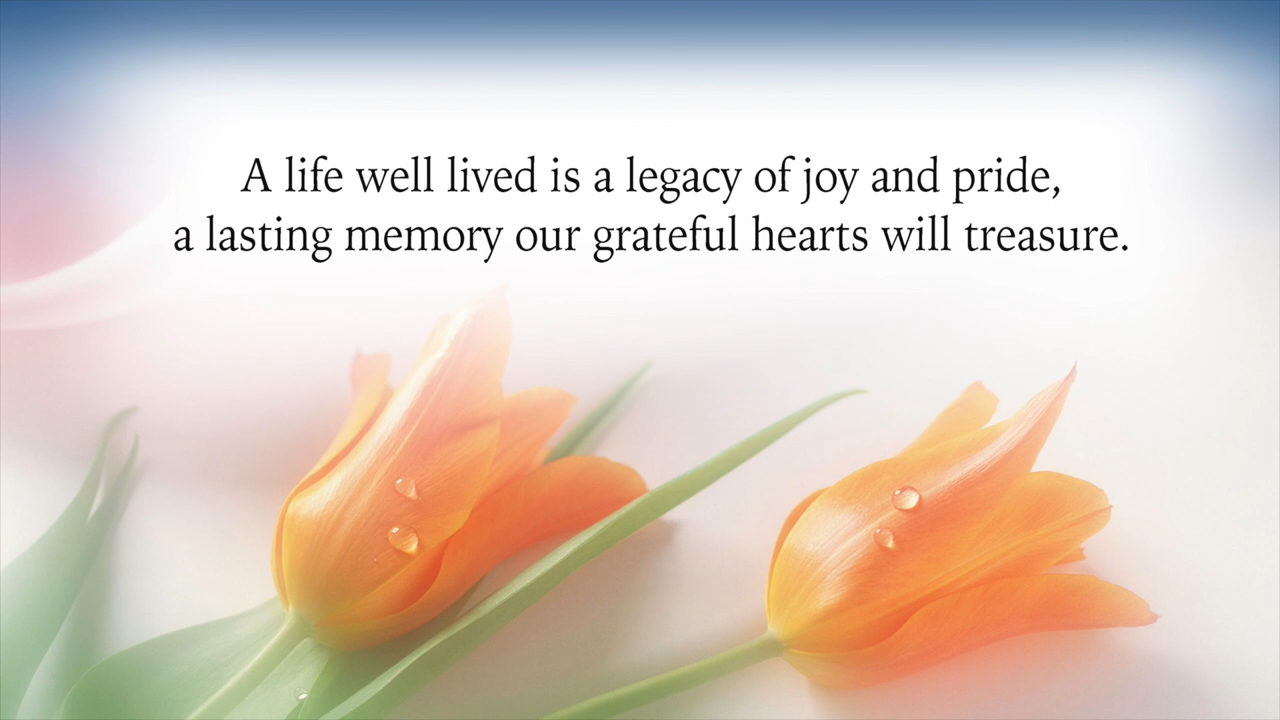 A life well lived is a legacy of joy and pride,
a lasting memory our grateful hearts will treasure.